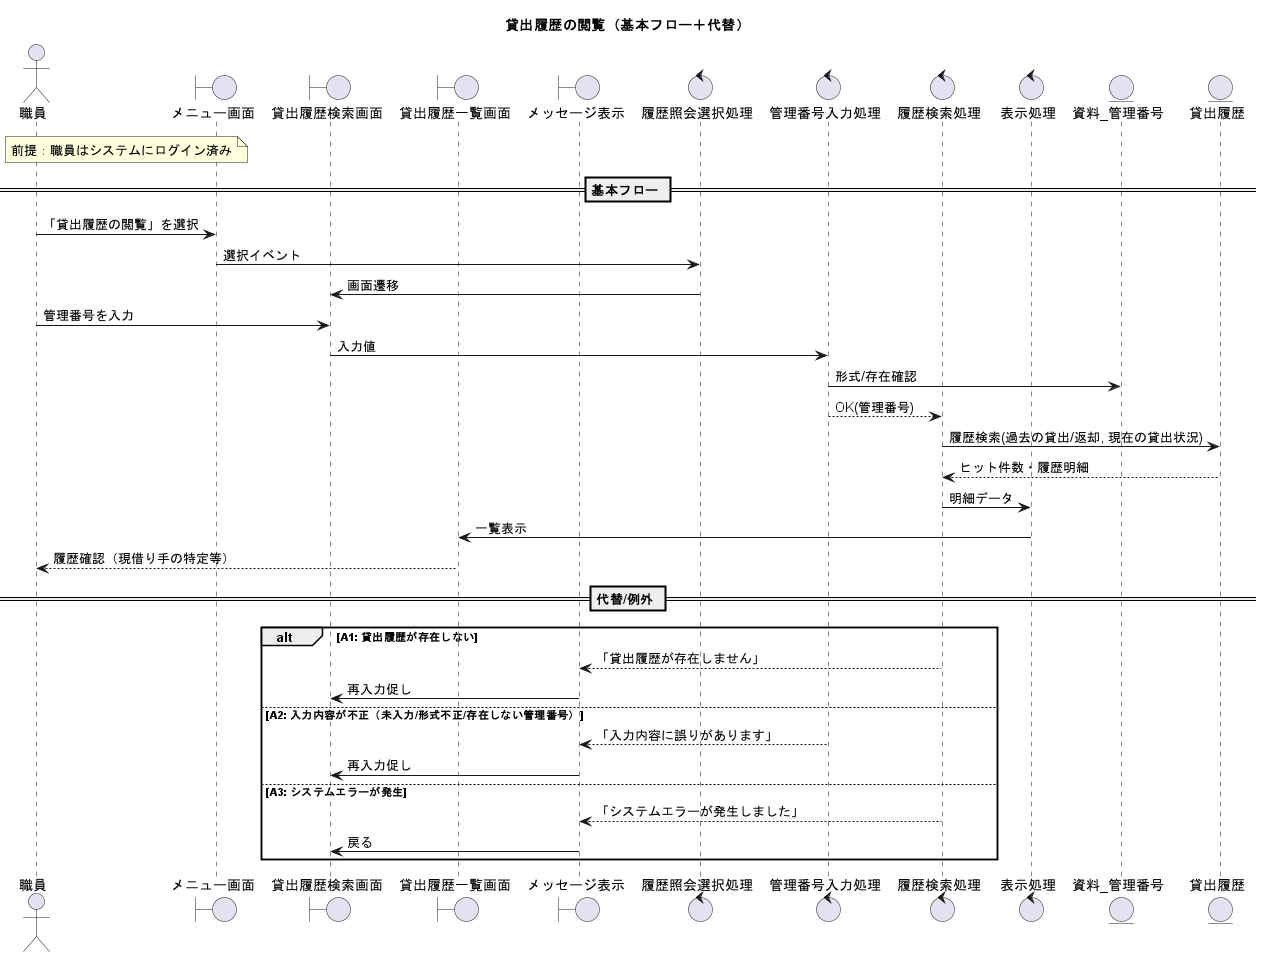 貸出履歴の閲覧（基本フロー＋代替）
職員
メニュー画面
貸出履歴検索画面
貸出履歴一覧画面
メッセージ表示
履歴照会選択処理
管理番号入力処理
履歴検索処理
表示処理
資料_管理番号
貸出履歴
前提：職員はシステムにログイン済み
基本フロー
「貸出履歴の閲覧」を選択
選択イベント
画面遷移
管理番号を入力
入力値
形式/存在確認
OK(管理番号)
履歴検索(過去の貸出/返却, 現在の貸出状況)
ヒット件数・履歴明細
明細データ
一覧表示
履歴確認（現借り手の特定等）
代替/例外
alt [A1: 貸出履歴が存在しない]
「貸出履歴が存在しません」
再入力促し
[A2: 入力内容が不正（未入力/形式不正/存在しない管理番号）]
「入力内容に誤りがあります」
再入力促し
[A3: システムエラーが発生]
「システムエラーが発生しました」
戻る
職員
メニュー画面
貸出履歴検索画面
貸出履歴一覧画面
メッセージ表示
履歴照会選択処理
管理番号入力処理
履歴検索処理
表示処理
資料_管理番号
貸出履歴